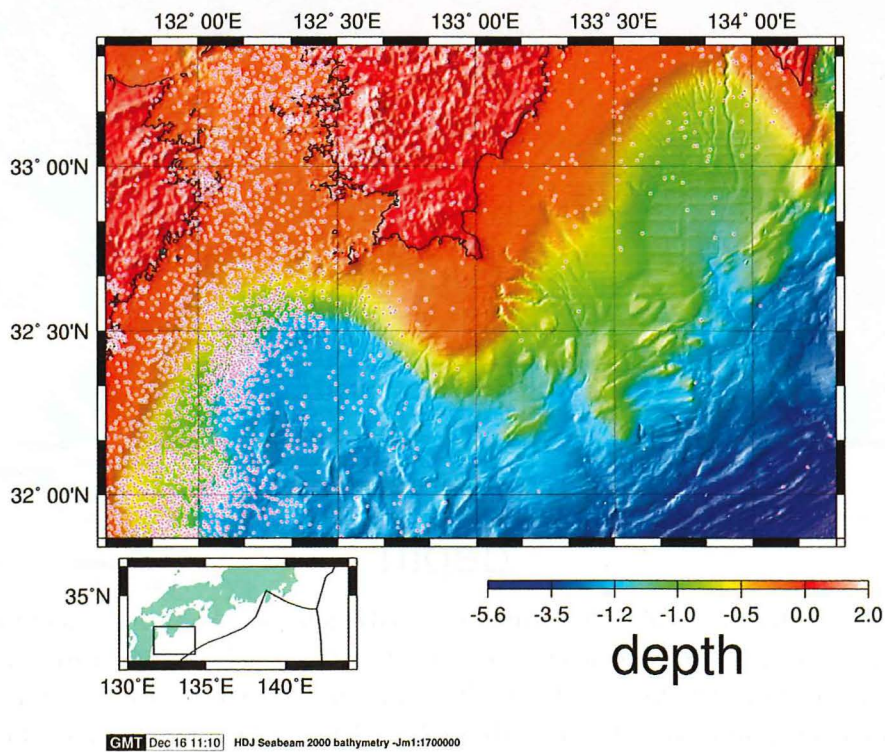 132° 00'E 132° 30'E 133° 00'E 133° 30'E 134° 00'E
33° 00'N
32° 30'N
32° 00'N
35°N
130°E 135°E 140°E
-5.6 -3.5 -1.2 -1.0 -0.5 0.0 2.0
depth
GMT Dec 16 11:10 HDJ Seabeam 2000 bathymetry -Jm1:1700000